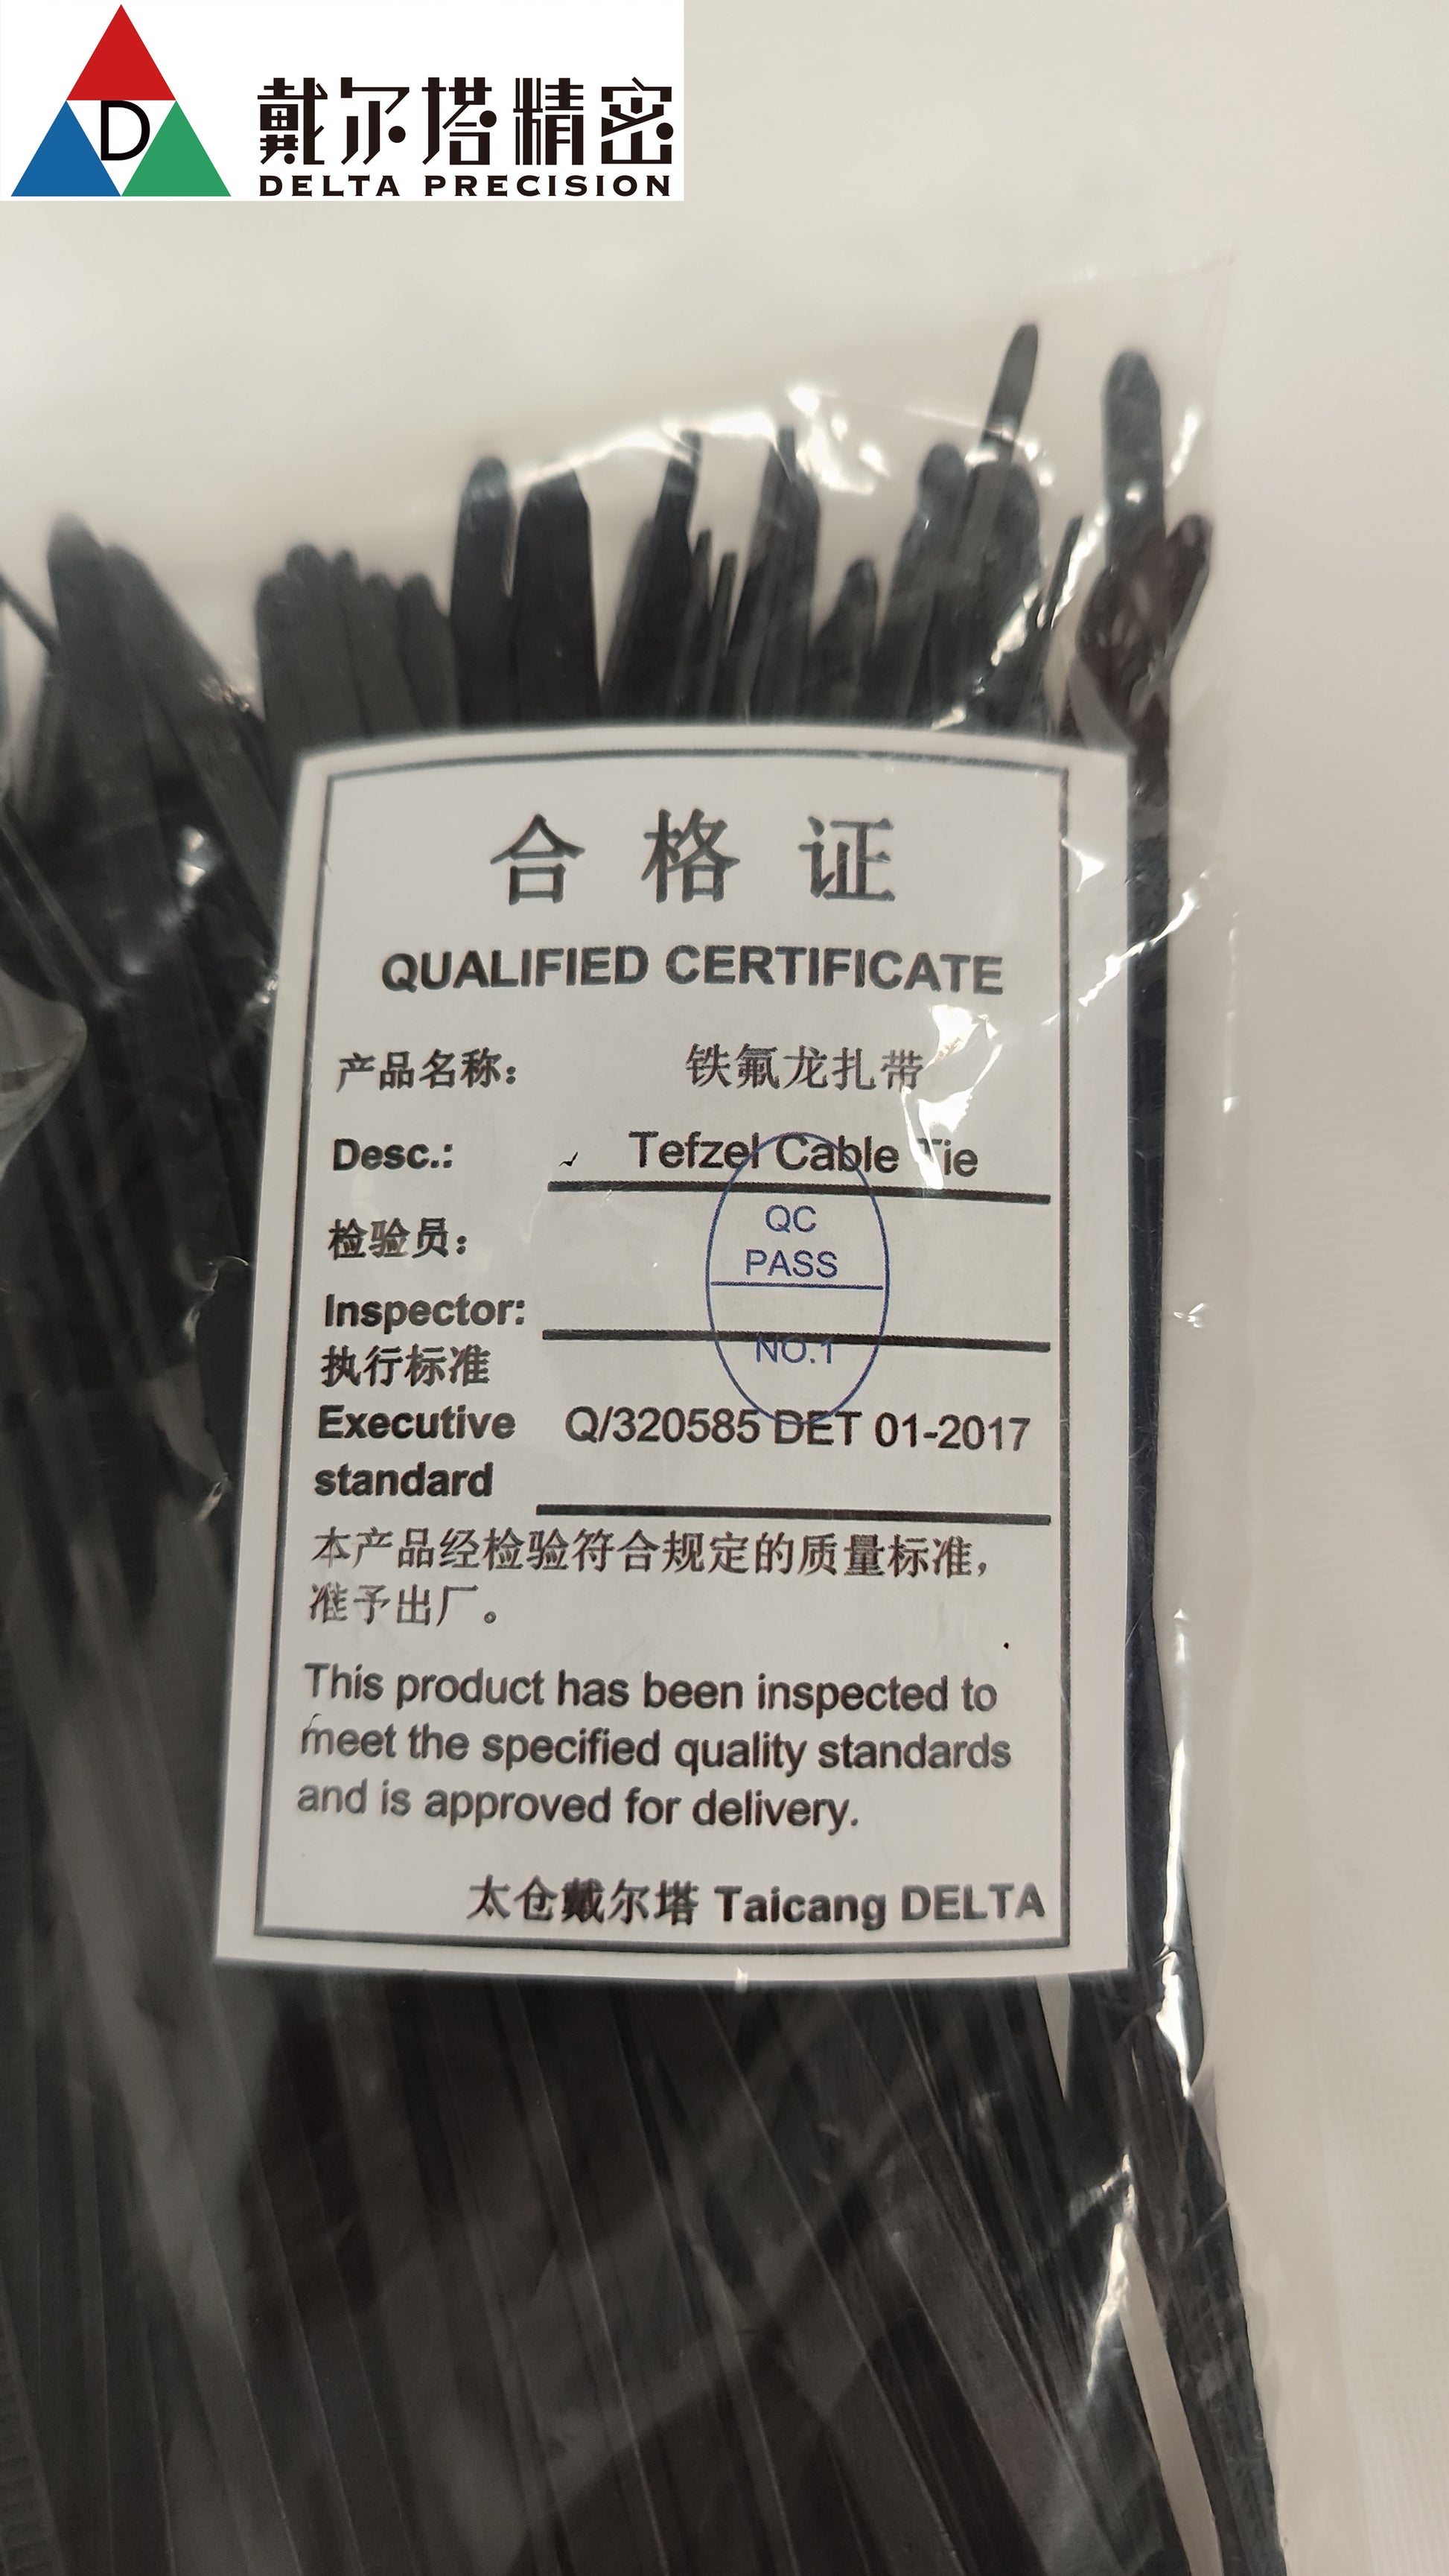 D
戴尔塔精密
DELTA PRECISION
合格证
QUALIFIED CERTIFICATE
产品名称： 铁氟龙扎带
Desc.: Tefzel Cable Tie
检验员：
QC
PASS
Inspector:
NO.1
执行标准
Executive Q/320585 DET 01-2017
standard
本产品经检验符合规定的质量标准，
准予出厂。
This product has been inspected to
meet the specified quality standards
and is approved for delivery.
太仓戴尔塔 Taicang DELTA